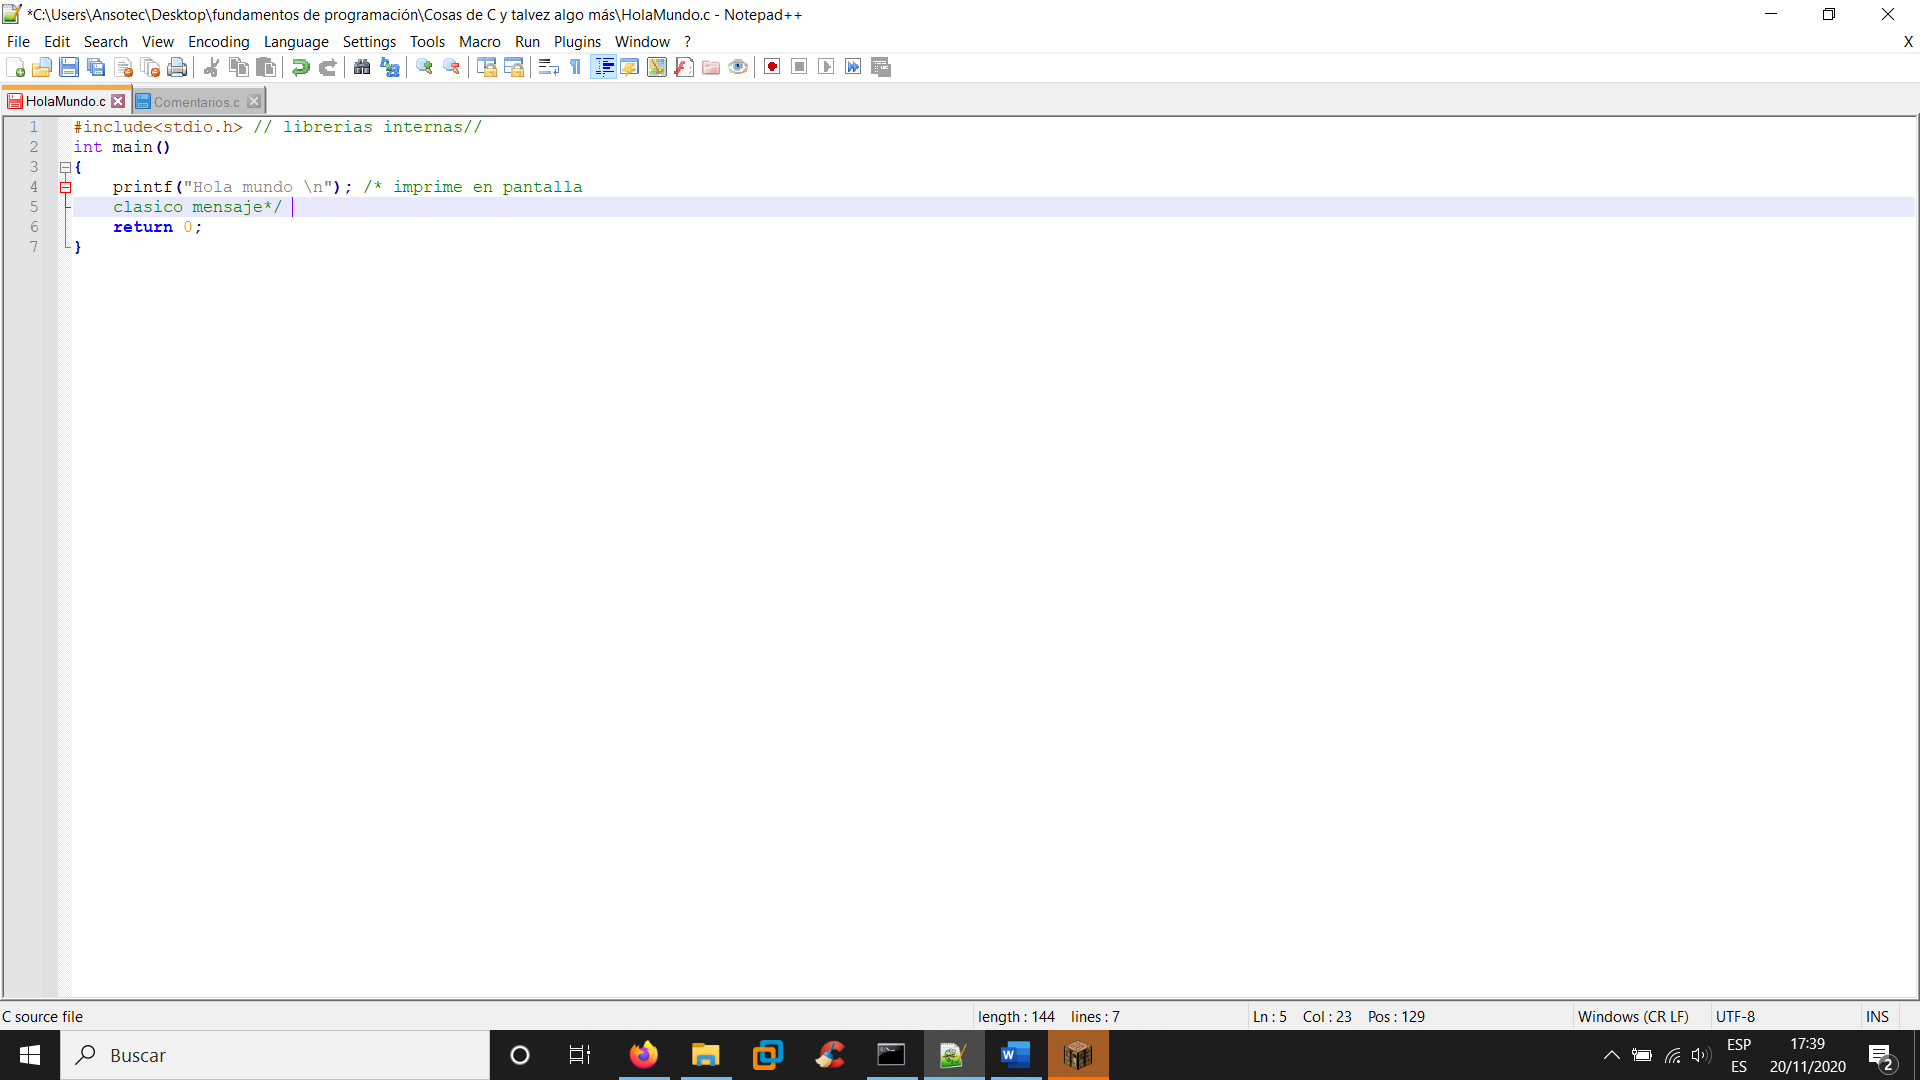 *C:\Users\Ansotec\Desktop\fundamentos de programación\Cosas de C y talvez algo más\HolaMundo.c - Notepad++
File Edit Search View Encoding Language Settings Tools Macro Run Plugins Window ? X
HolaMundo.c Comentarios.c
1 #include<stdio.h> // librerias internas//
2 int main()
3 {
4 printf("Hola mundo \n"); /* imprime en pantalla
5 clasico mensaje*/
6 return 0;
7 }
C source file length : 144 lines : 7 Ln : 5 Col : 23 Pos : 129 Windows (CR LF) UTF-8 INS
Buscar
ESP 17:39
ES 20/11/2020 2